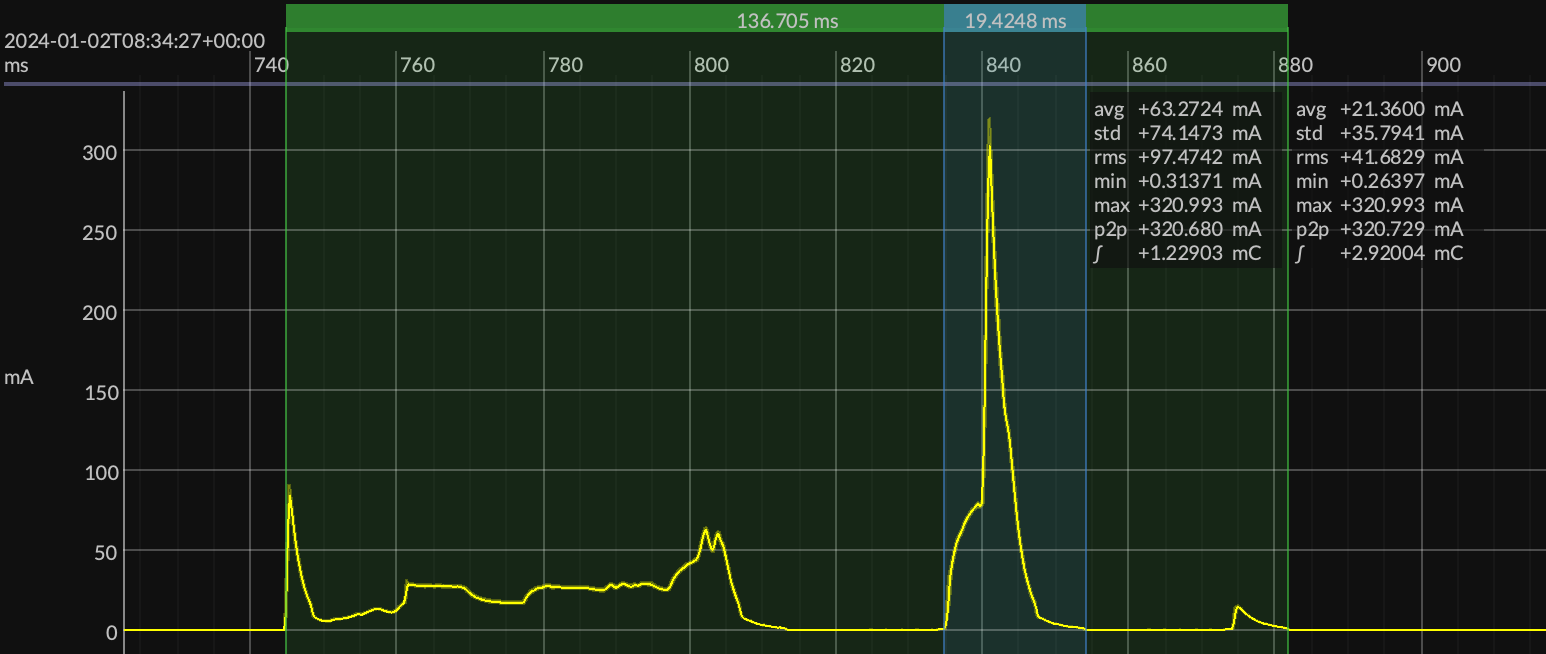 136.705 ms 19.4248 ms
2024-01-02T08:34:27+00:00
ms 740 760 780 800 820 840 860 880 900
avg +63.2724 mA avg +21.3600 mA
std +74.1473 mA std +35.7941 mA
rms +97.4742 mA rms +41.6829 mA
min +0.31371 mA min +0.26397 mA
max +320.993 mA max +320.993 mA
p2p +320.680 mA p2p +320.729 mA
∫ +1.22903 mC ∫ +2.92004 mC
300
250
200
mA
150
100
50
0